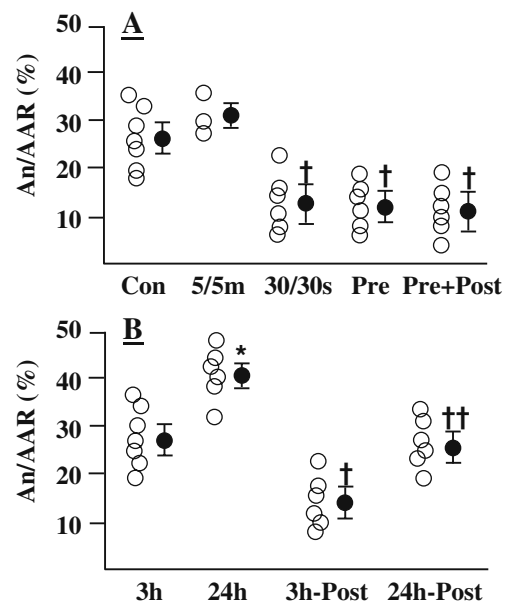 A
An/AAR (%)
50
40
30
20
10
†
†
†
Con 5/5m 30/30s Pre Pre+Post
B
An/AAR (%)
50
40
30
20
10
*
†
††
3h 24h 3h-Post 24h-Post